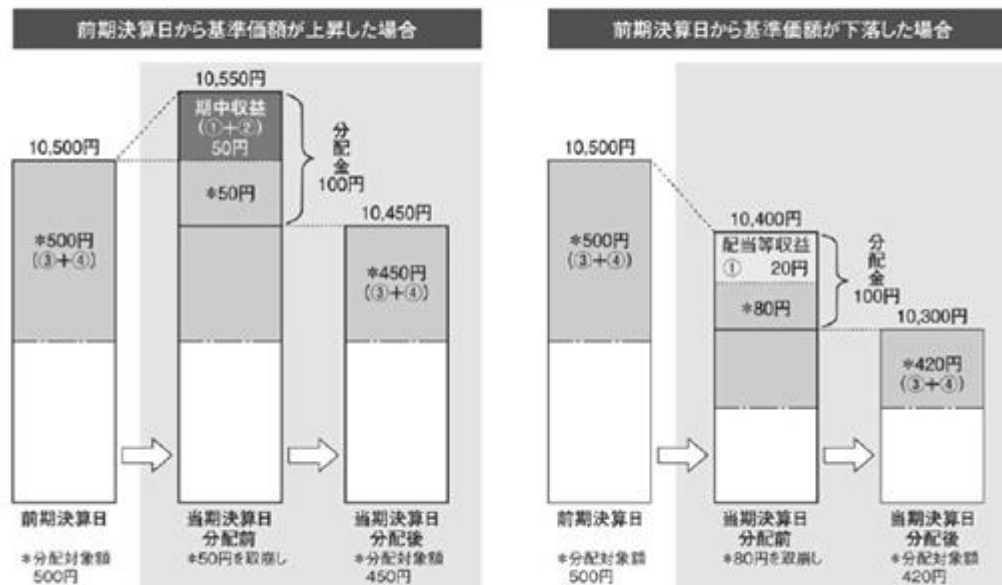 前期決算日から基準価額が上昇した場合
10,550円
期中収益
(①+②)
50円
10,500円
分配金
100円
*50円
10,450円
*500円
(③+④)
*450円
(③+④)
前期決算日
当期決算日
分配前
当期決算日
分配後
*分配対象額
500円
*50円を取崩し
*分配対象額
450円
前期決算日から基準価額が下落した場合
10,500円
10,400円
*500円
(③+④)
配当等収益
① 20円
分配金
100円
*80円
10,300円
*420円
(③+④)
前期決算日
当期決算日
分配前
当期決算日
分配後
*分配対象額
500円
*80円を取崩し
*分配対象額
420円